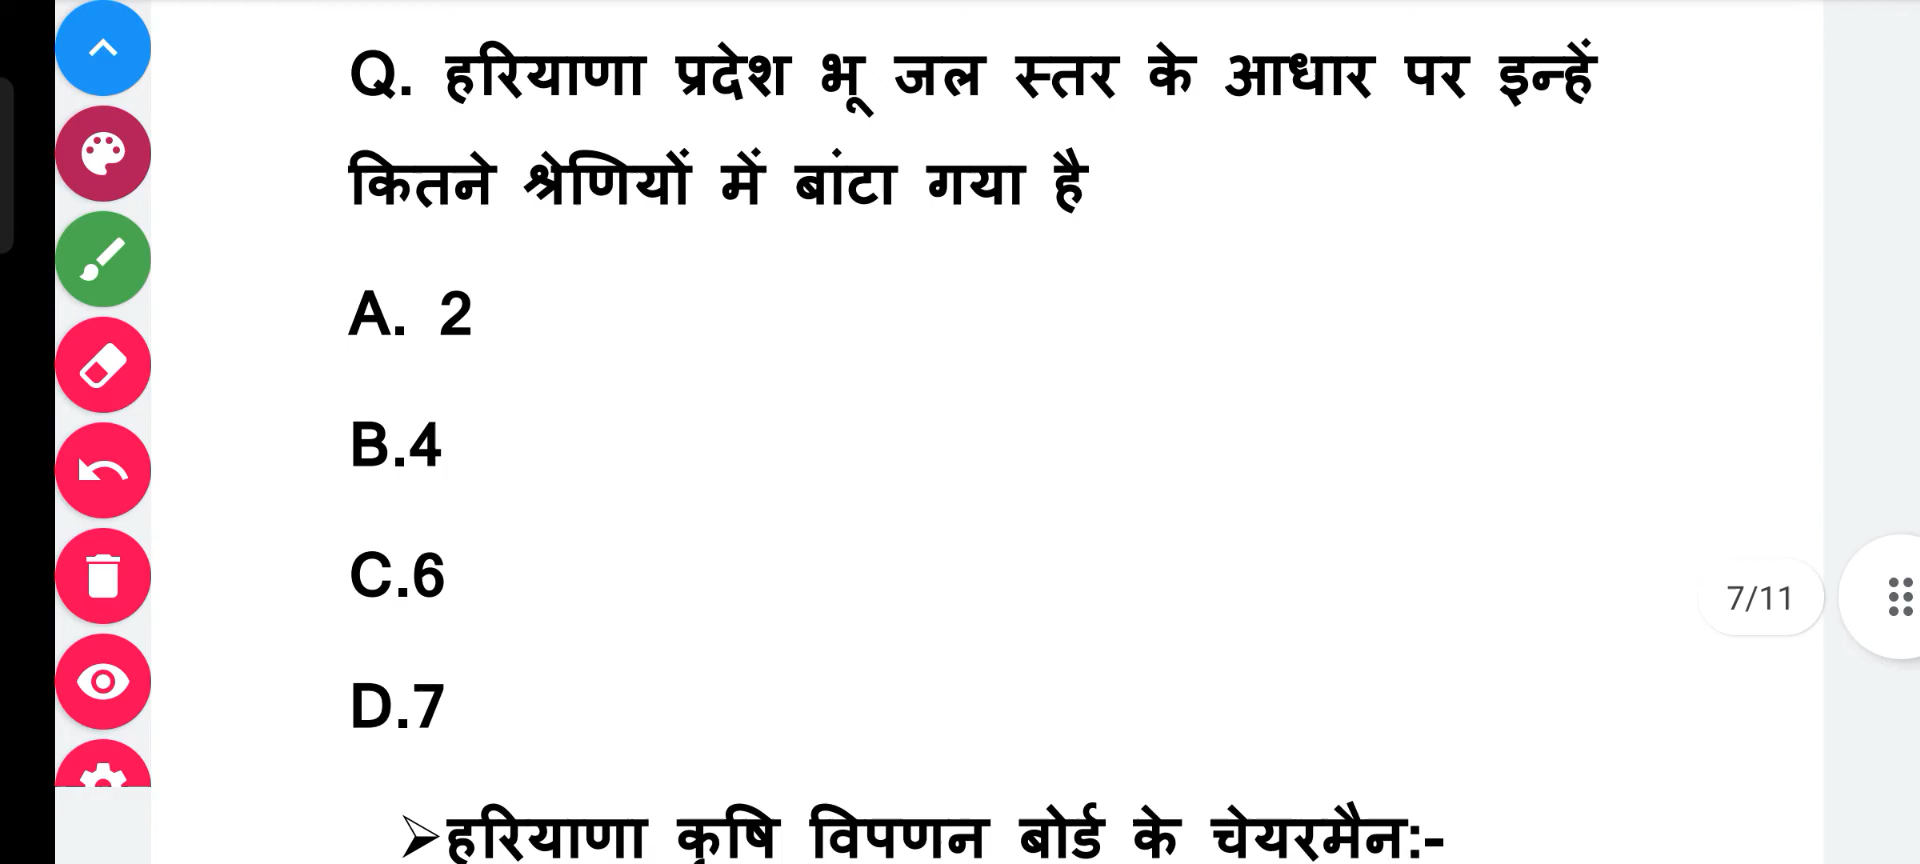 Q. हरियाणा प्रदेश भू जल स्तर के आधार पर इन्हें
कितने श्रेणियों में बांटा गया है
A. 2
B.4
C.6
D.7
7/11
➢हरियाणा कृषि विपणन बोर्ड के चेयरमैन:-